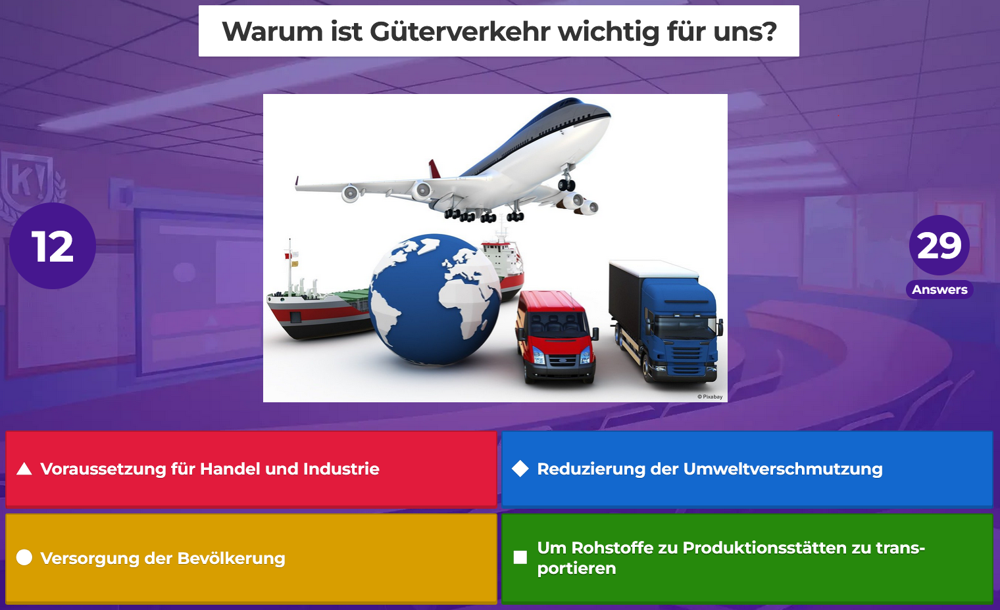 Warum ist Güterverkehr wichtig für uns?
K!
12
29
Answers
© Pixabay
Voraussetzung für Handel und Industrie
Reduzierung der Umweltverschmutzung
Versorgung der Bevölkerung
Um Rohstoffe zu Produktionsstätten zu trans-
portieren